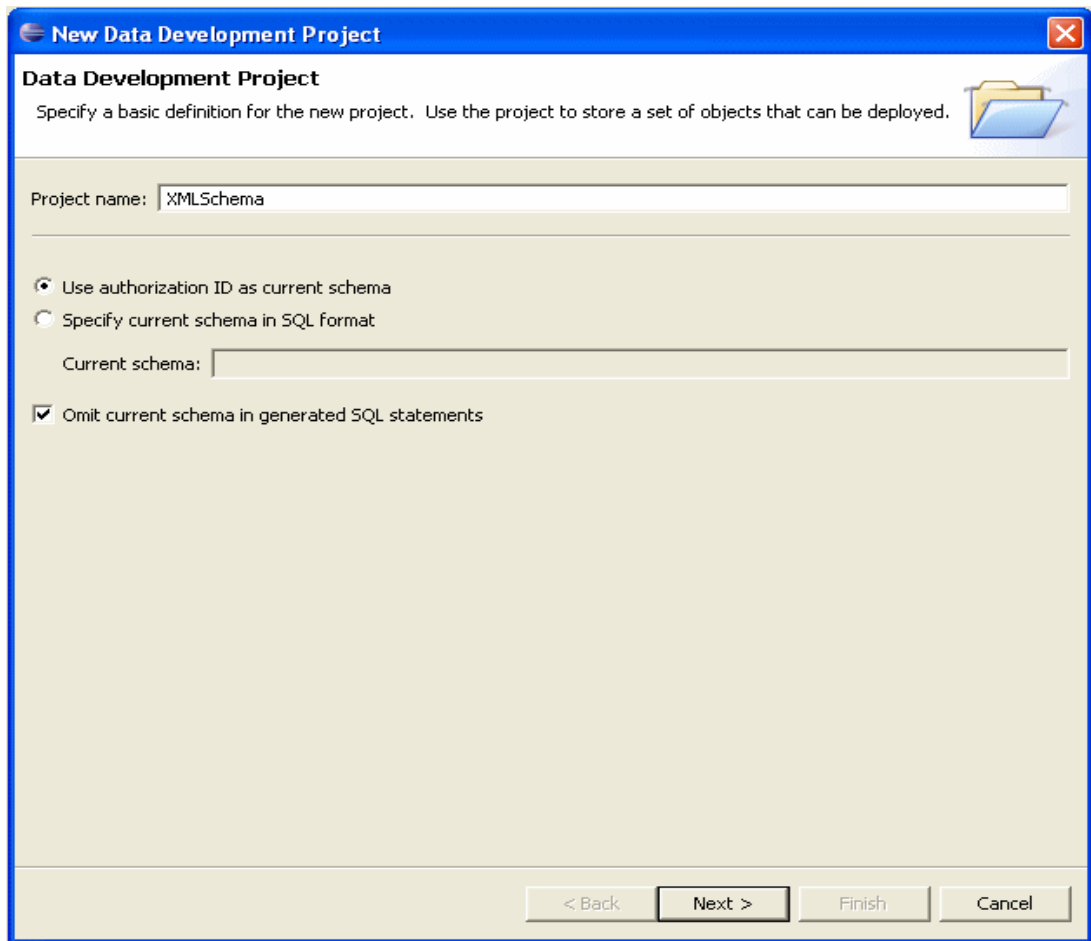 New Data Development Project
Data Development Project
Specify a basic definition for the new project. Use the project to store a set of objects that can be deployed.
Project name: XMLSchema
Use authorization ID as current schema
Specify current schema in SQL format
Current schema:
Omit current schema in generated SQL statements
< Back Next > Finish Cancel